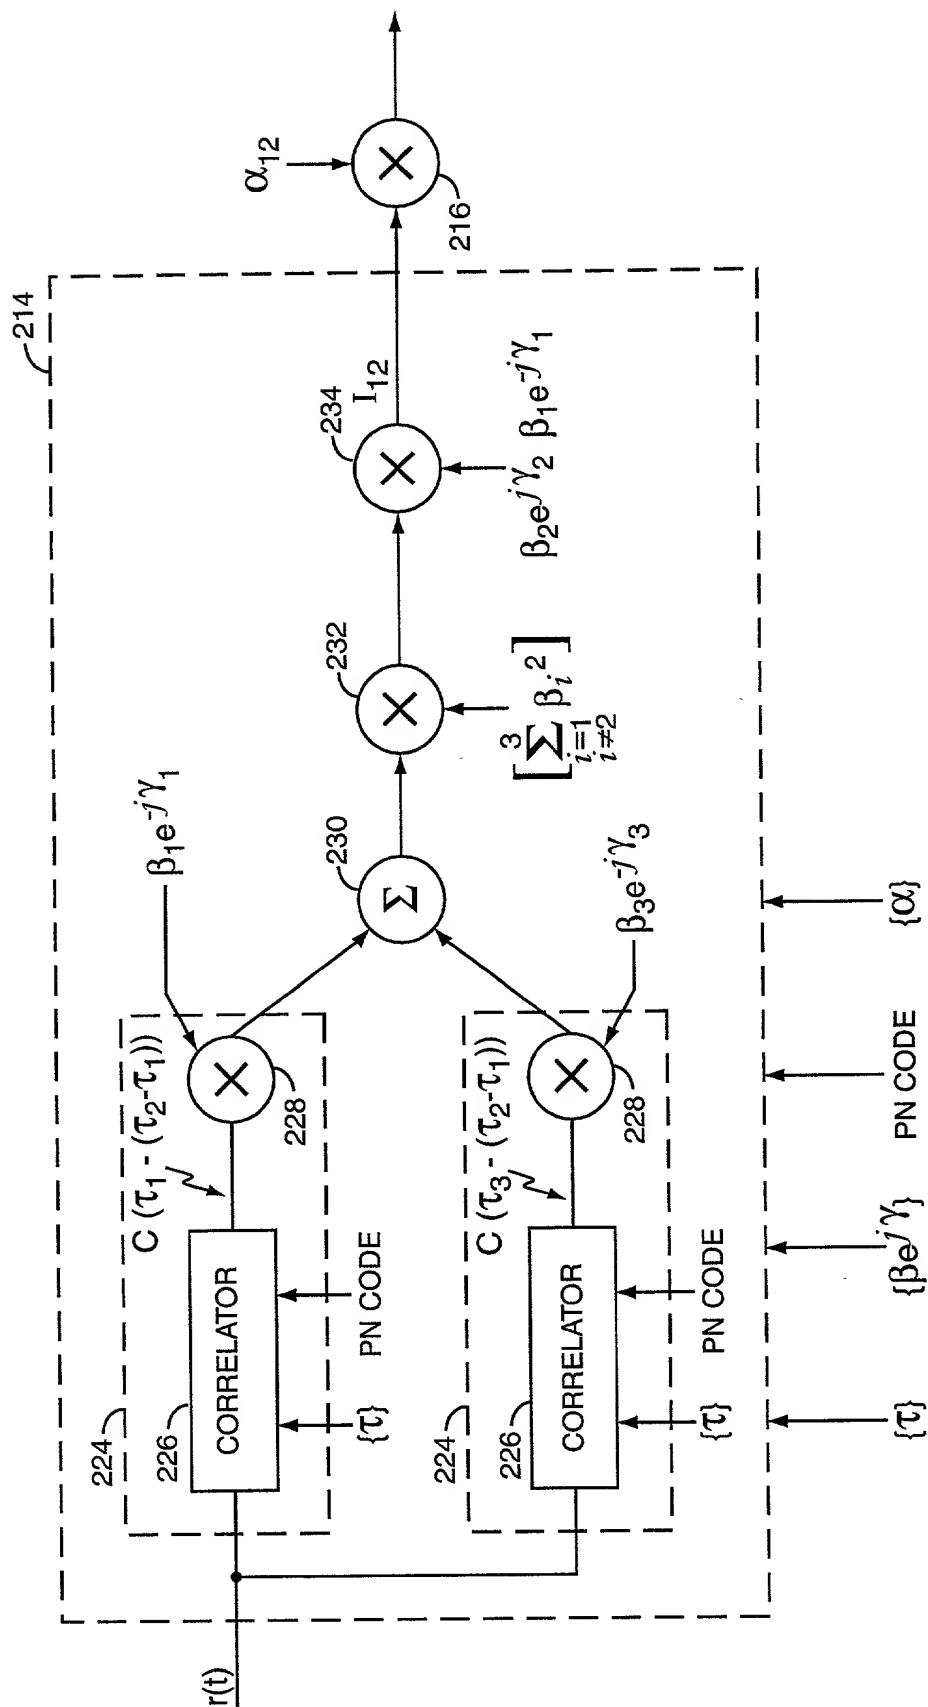 214
r(t)
224
226
CORRELATOR
{τ}
PN CODE
C (τ₁ - (τ₂-τ₁))
228
β₁e⁻ʲᵞ₁
224
226
CORRELATOR
{τ}
PN CODE
C (τ₃ - (τ₂-τ₁))
228
β₃e⁻ʲᵞ₃
Σ
230
232
[Σ βᵢ²]
3
i=1
i≠2
234
β₂eʲᵞ₂ β₁e⁻ʲᵞ₁
I₁₂
α₁₂
216
{τ}
{βeʲᵞ}
PN CODE
{α}